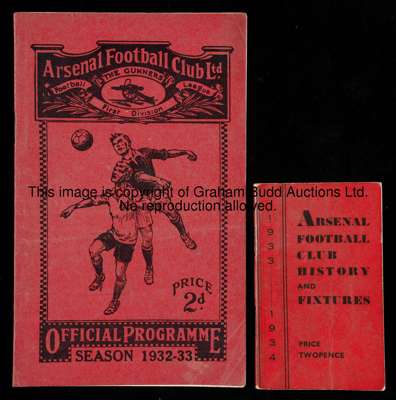 Arsenal Football Club Ltd
THE GUNNERS
Football League
First Division
This image is copyright of Graham Budd Auctions Ltd.
No reproduction allowed.
PRICE
2d.
OFFICIAL PROGRAMME
SEASON 1932-33
1933
1934
ARSENAL
FOOTBALL
CLUB
HISTORY
AND
FIXTURES
PRICE
TWOPENCE